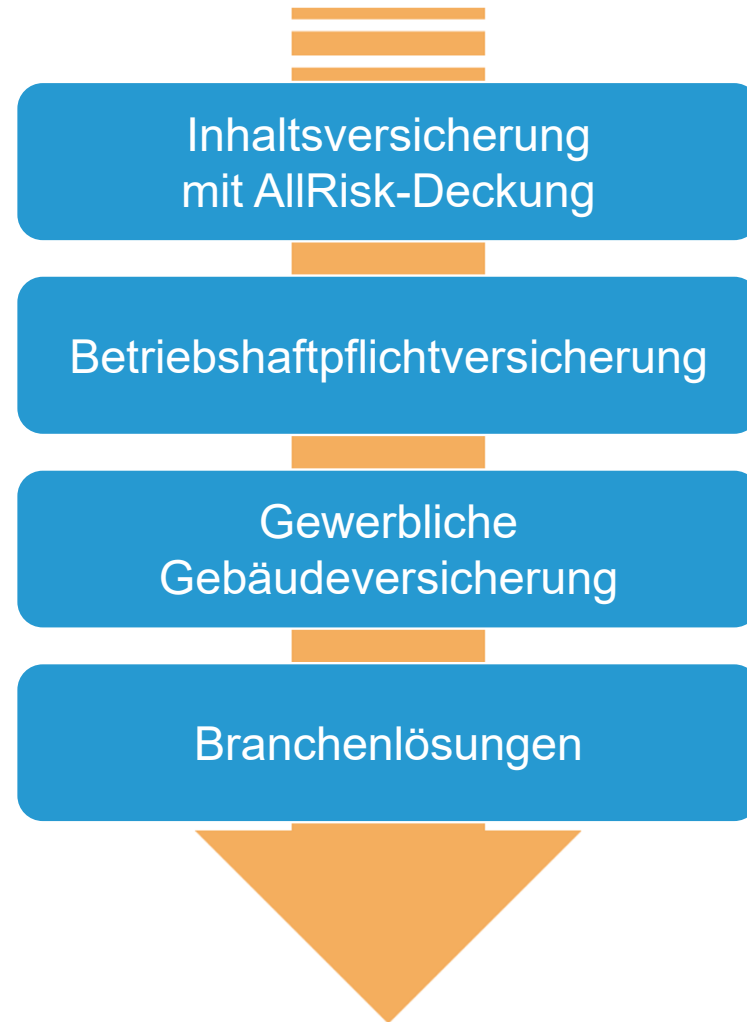 Inhaltsversicherung
mit AllRisk-Deckung
Betriebshaftpflichtversicherung
Gewerbliche
Gebäudeversicherung
Branchenlösungen